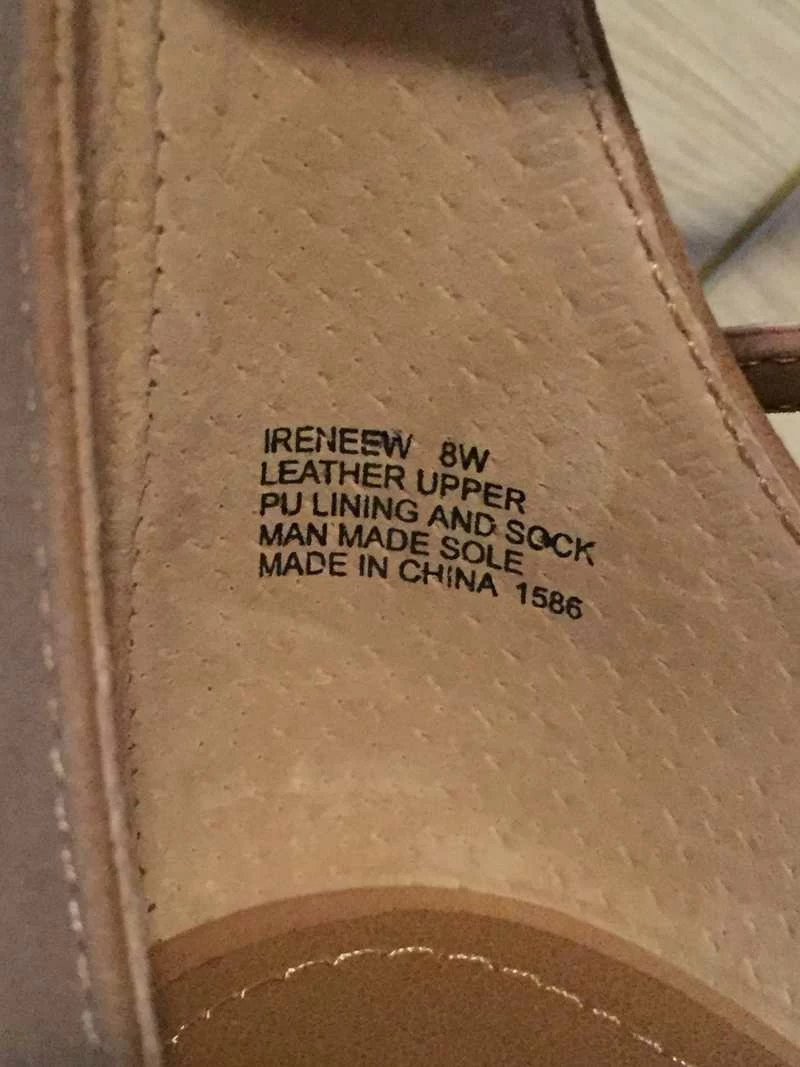 IRENEEW 8W
LEATHER UPPER
PU LINING AND SOCK
MAN MADE SOLE
MADE IN CHINA 1586